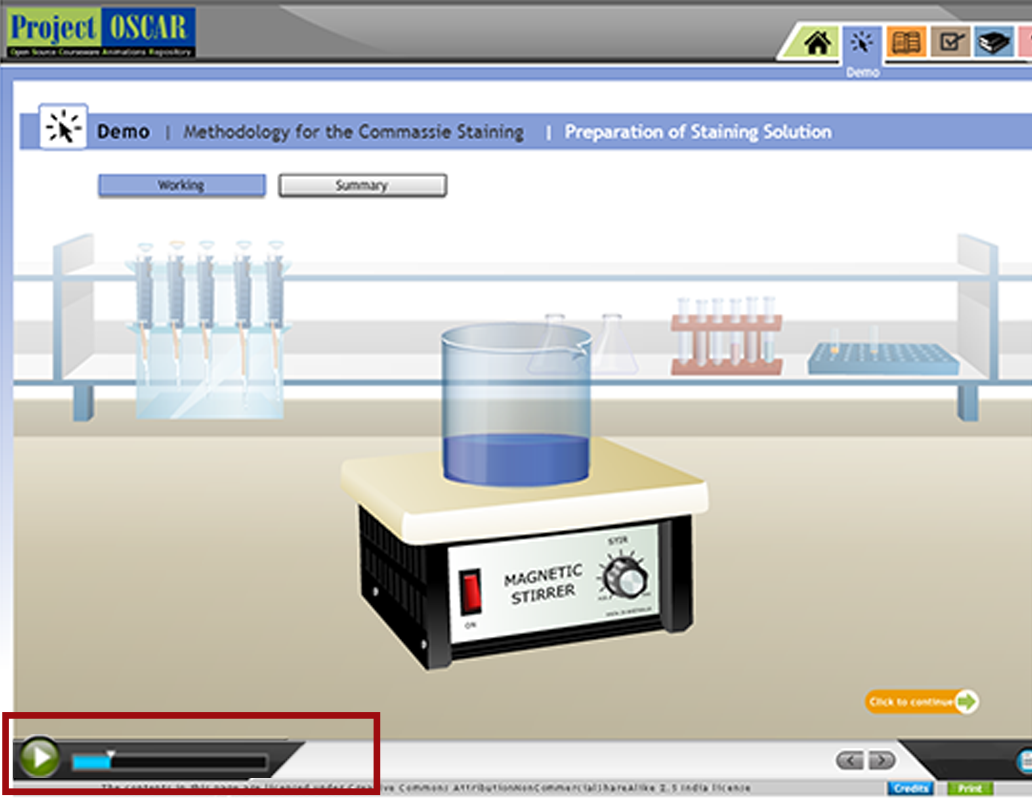 Project OSCAR
Open Source Courseware Animations Repository
Demo
Demo | Methodology for the Commassie Staining | Preparation of Staining Solution
Working
Summary
STIR
MAGNETIC
STIRRER
ON
Click to continue
The contents in this page are licensed under Creative Commons AttributionNonCommercialShareAlike 2.5 India license
Credits
Print